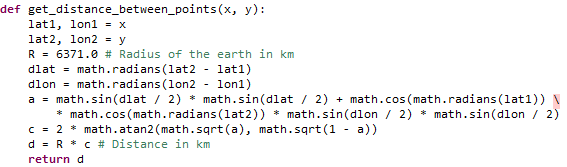 def get_distance_between_points(x, y):
    lat1, lon1 = x
    lat2, lon2 = y
    R = 6371.0 # Radius of the earth in km
    dlat = math.radians(lat2 - lat1)
    dlon = math.radians(lon2 - lon1)
    a = math.sin(dlat / 2) * math.sin(dlat / 2) + math.cos(math.radians(lat1)) \
        * math.cos(math.radians(lat2)) * math.sin(dlon / 2) * math.sin(dlon / 2)
    c = 2 * math.atan2(math.sqrt(a), math.sqrt(1 - a))
    d = R * c # Distance in km
    return d